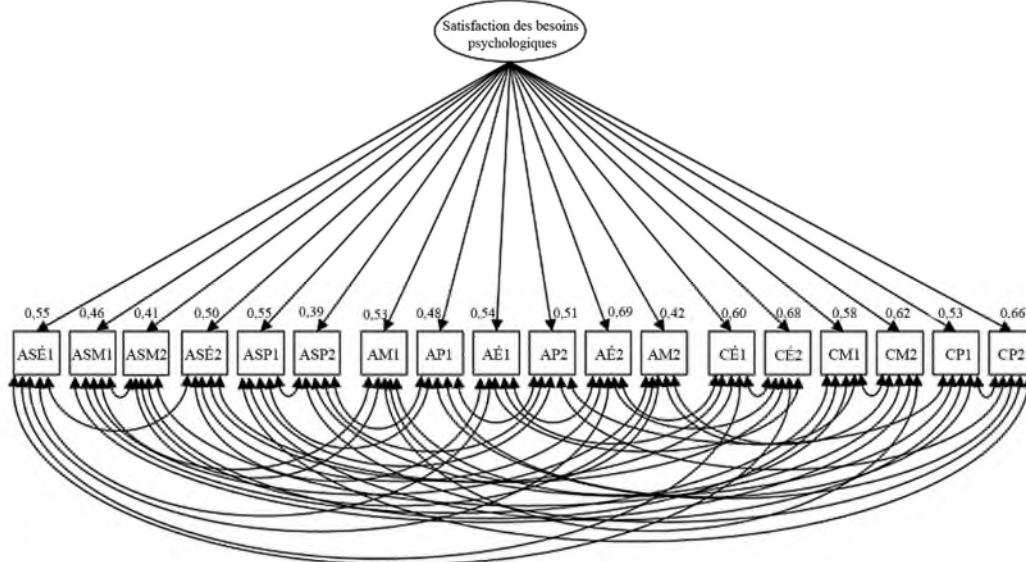 Satisfaction des besoins
psychologiques
0,55 0,46 0,41 0,50 0,55 0,39 0,53 0,48 0,54 0,51 0,69 0,42 0,60 0,68 0,58 0,62 0,53 0,66
ASÉ1 ASM1 ASM2 ASÉ2 ASP1 ASP2 AM1 AP1 AÉ1 AP2 AÉ2 AM2 CÉ1 CÉ2 CM1 CM2 CP1 CP2